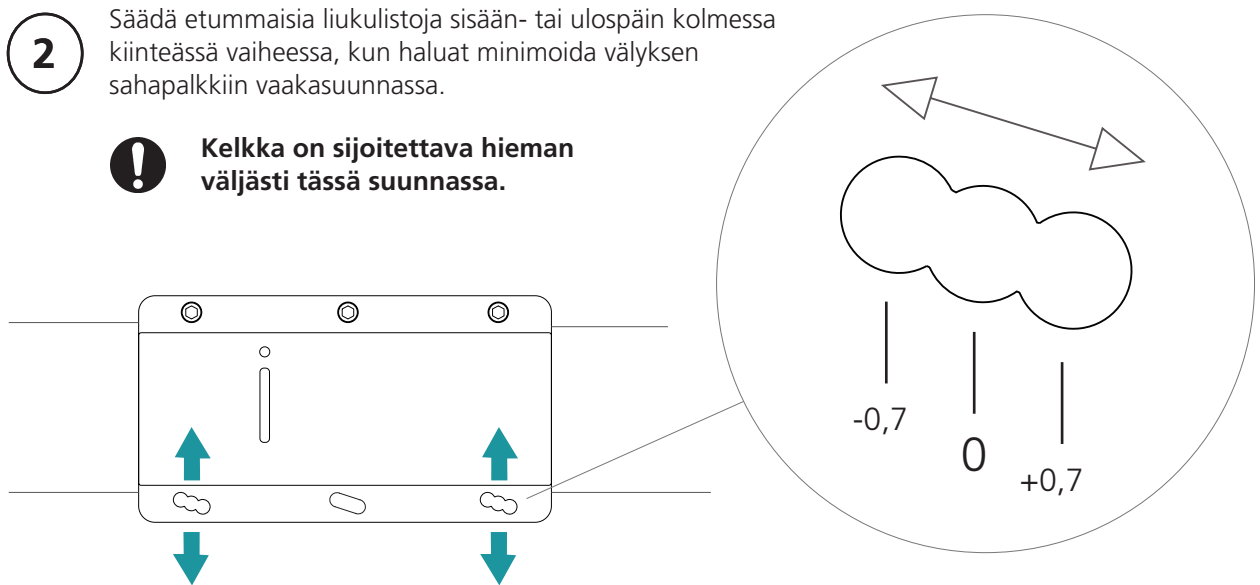 2
Säädä etummaisia liukulistoja sisään- tai ulospäin kolmessa
kiinteässä vaiheessa, kun haluat minimoida välyksen
sahapalkkiin vaakasuunnassa.
Kelkka on sijoitettava hieman
väljästi tässä suunnassa.
-0,7
0
+0,7